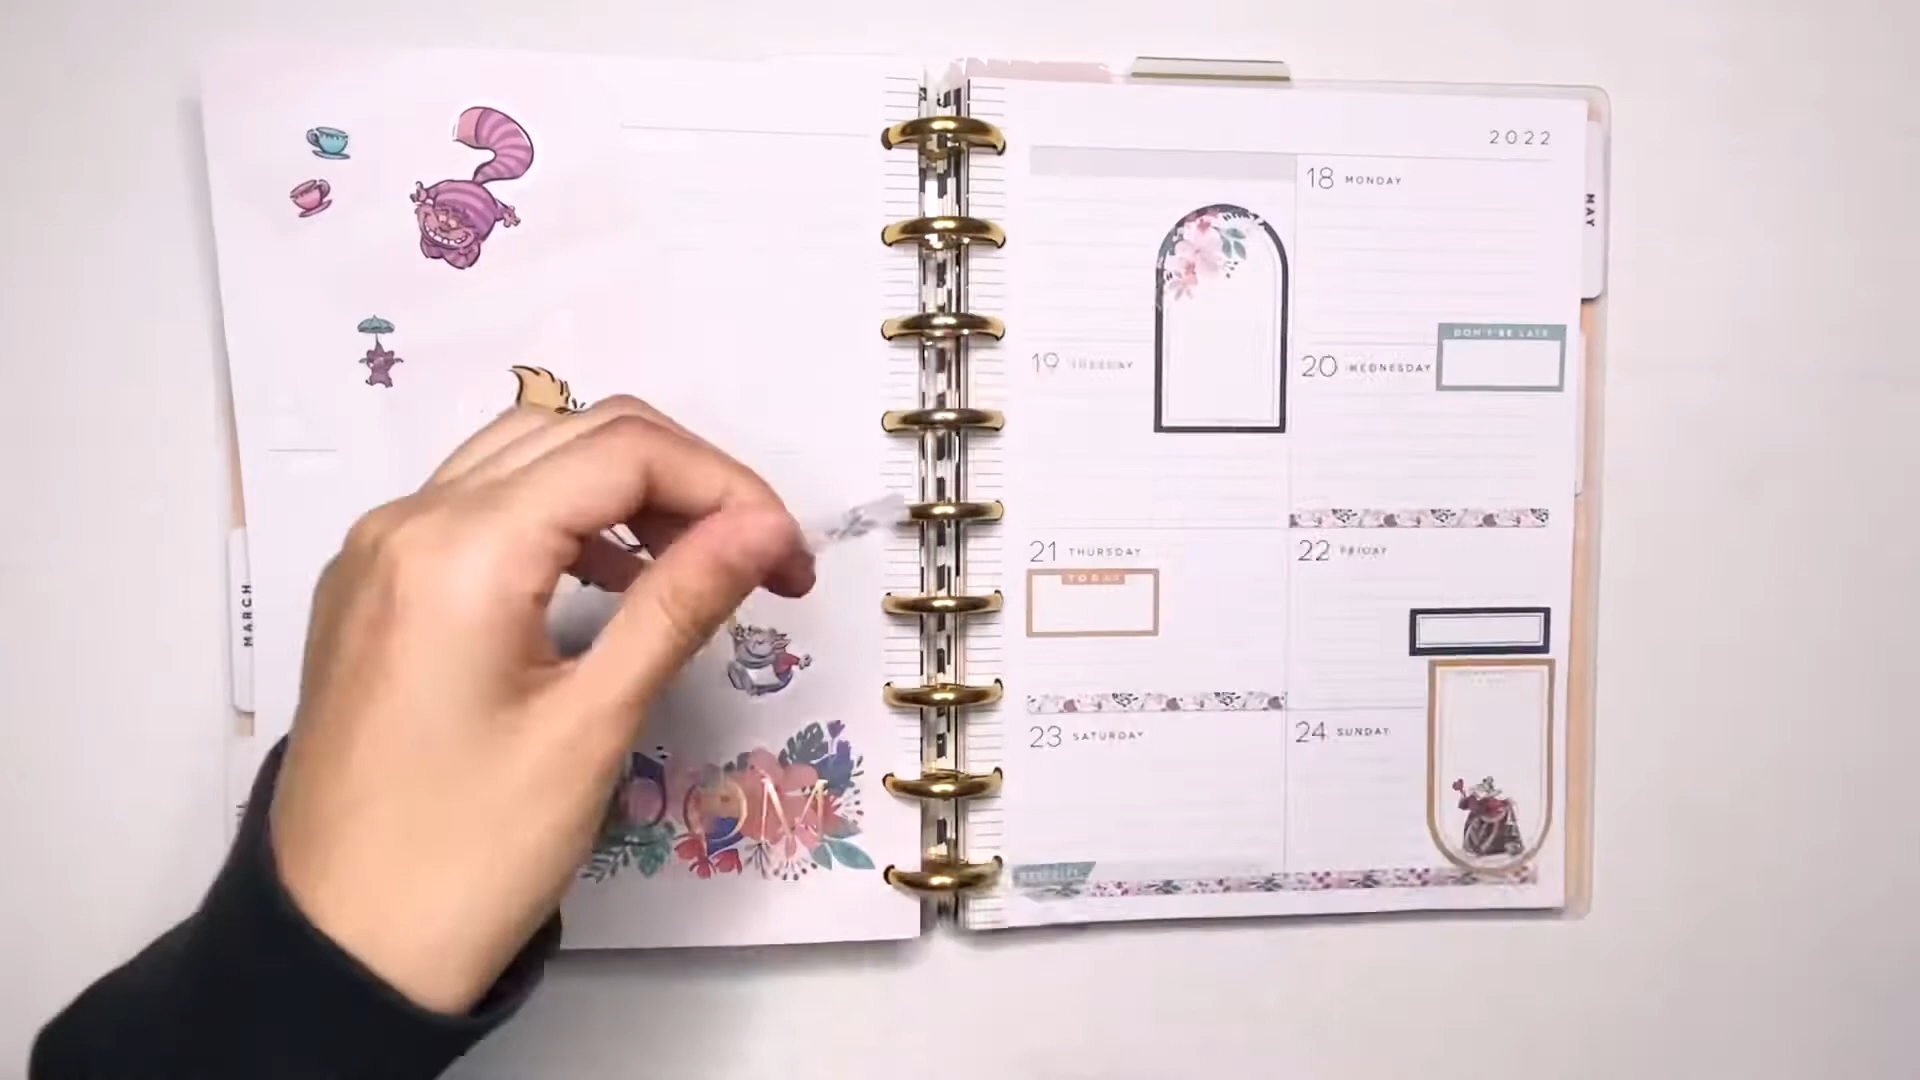 2022
MAY
18 MONDAY
DON'T BE LATE
19 TUESDAY
20 WEDNESDAY
21 THURSDAY
TODAY
22 FRIDAY
MARCH
23 SATURDAY
24 SUNDAY